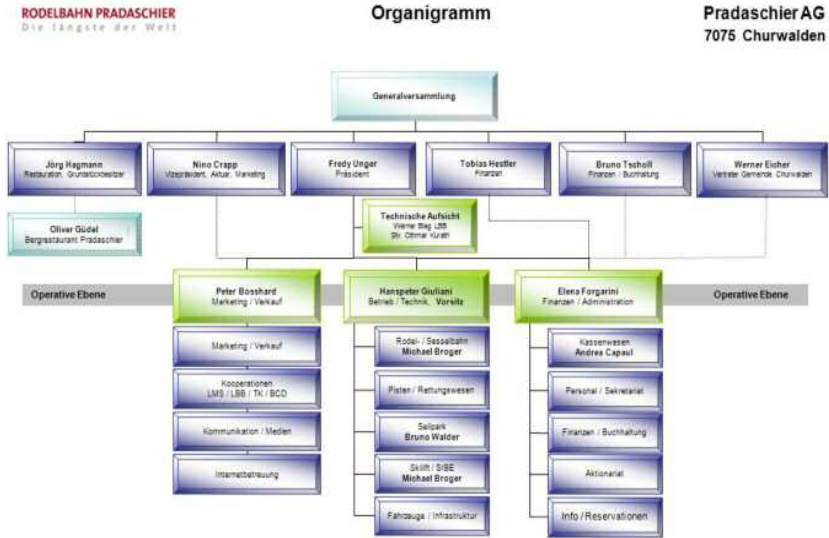 RODELBAHN PRADASCHIER
Die längste der Welt
Organigramm
Pradaschier AG
7075 Churwalden
Generalversammlung
Jörg Hagmann
Restauration, Grundstückbesitzer
Nino Crapp
Vizepräsident, Aktuar, Marketing
Fredy Unger
Präsident
Tobias Hestler
Finanzen
Bruno Tscholl
Finanzen / Buchhaltung
Werner Eicher
Vertreter Gemeinde Churwalden
Oliver Güdel
Bergrestaurant Pradaschier
Technische Aufsicht
Werner Steg LBB
Stv. Othmar Kurath
Operative Ebene
Peter Bosshard
Marketing / Verkauf
Hanspeter Giuliani
Betrieb / Technik, Vorsitz
Elena Forgarini
Finanzen / Administration
Operative Ebene
Marketing / Verkauf
Kooperationen
LMS / LBB / TK / BCD
Kommunikation / Medien
Internetbetreuung
Rodel- / Sesselbahn
Michael Broger
Pisten / Rettungswesen
Seilpark
Bruno Walder
Skilift / SIBE
Michael Broger
Fahrzeuge / Infrastruktur
Kassenwesen
Andrea Capaul
Personal / Sekretariat
Finanzen / Buchhaltung
Aktionariat
Info / Reservationen